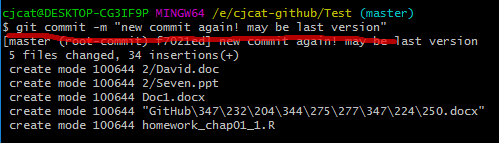 cjcat@DESKTOP-CG3IF9P MINGW64 /e/cjcat-github/Test (master)
$ git commit -m "new commit again! may be last version"
[master (root-commit) f7021ed] new commit again! may be last version
 5 files changed, 34 insertions(+)
 create mode 100644 2/David.doc
 create mode 100644 2/Seven.ppt
 create mode 100644 Doc1.docx
 create mode 100644 "GitHub\347\232\204\344\275\277\347\224\250.docx"
 create mode 100644 homework_chap01_1.R